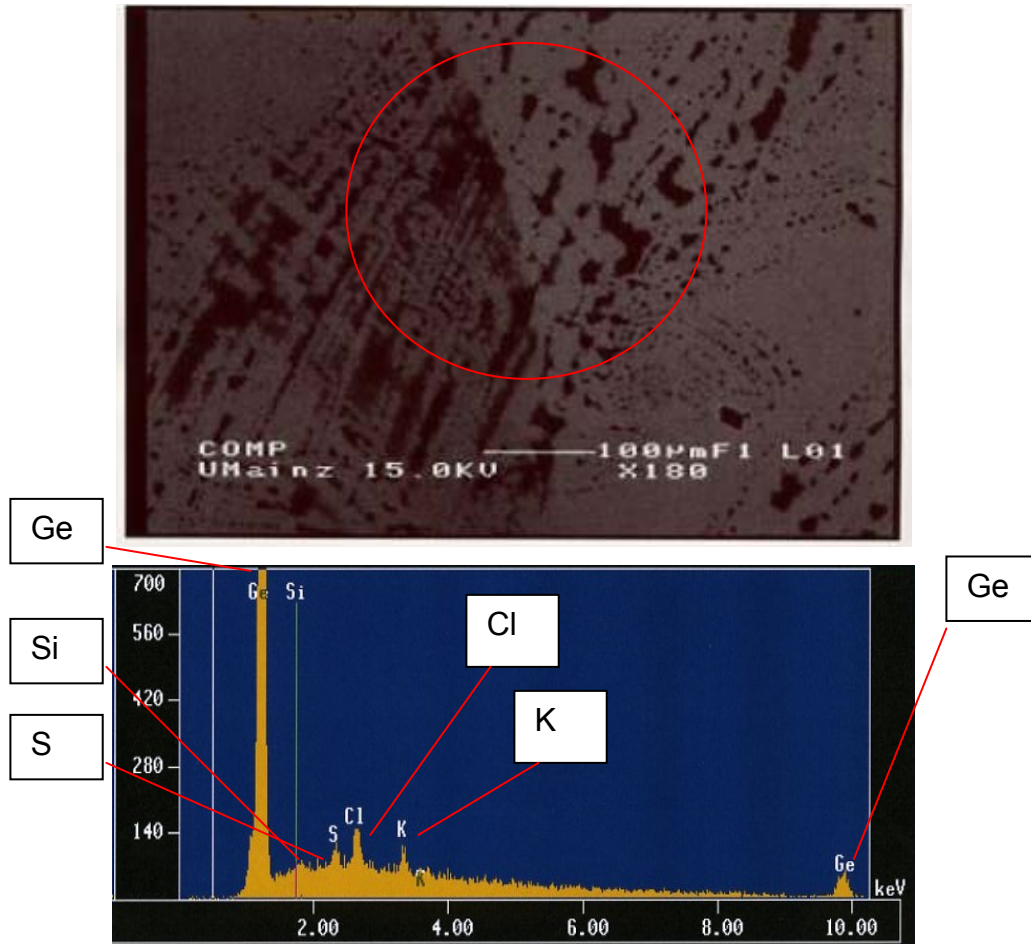 COMP 100µmF1 L01
UMainz 15.0KV X180
Ge
Ge
Si
Cl
S
K
700
Ge Si
560
420
280
140
S Cl K
K
Ge
keV
2.00 4.00 6.00 8.00 10.00